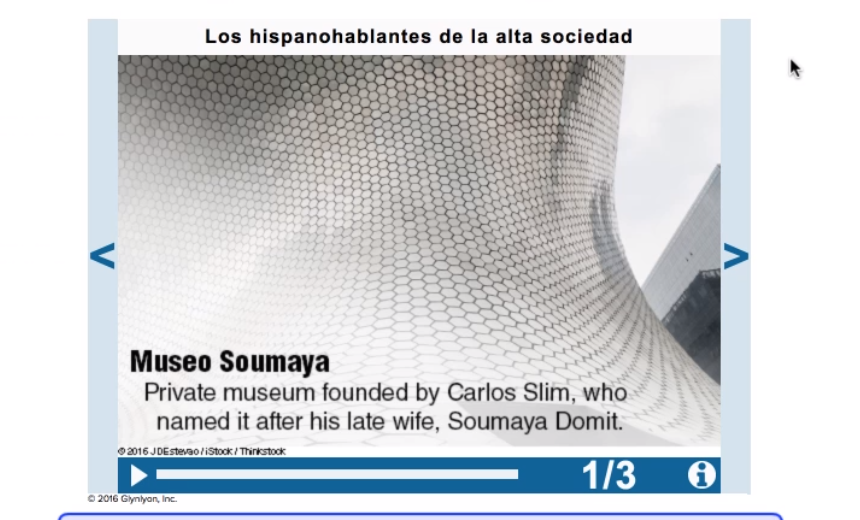 Los hispanohablantes de la alta sociedad
<
>
Museo Soumaya
Private museum founded by Carlos Slim, who
named it after his late wife, Soumaya Domit.
© 2016 JDEstevao / iStock / Thinkstock
1/3
i
© 2016 Glynlyon, Inc.